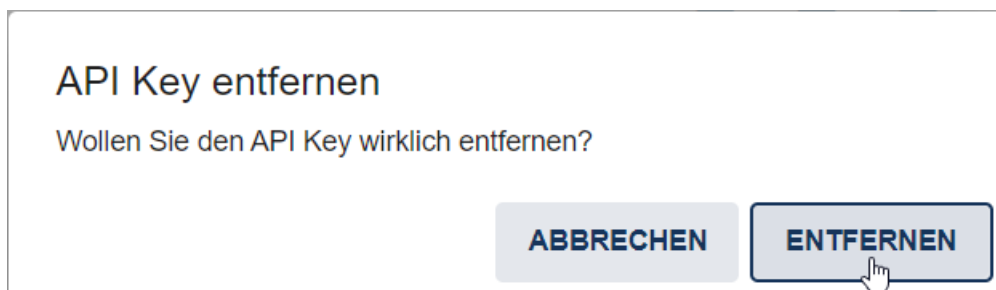 API Key entfernen
Wollen Sie den API Key wirklich entfernen?
ABBRECHEN ENTFERNEN